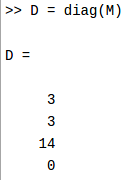 >> D = diag(M)
D =
3
3
14
0